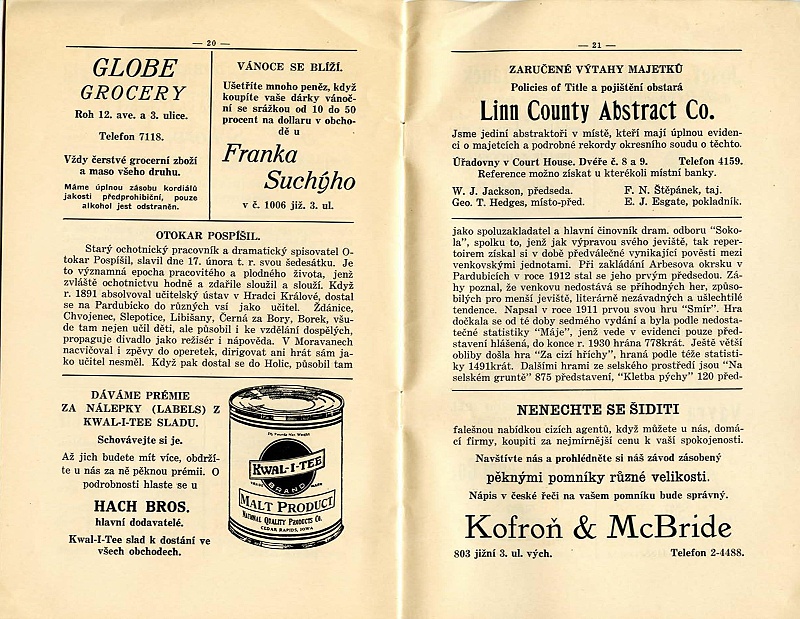 — 20 —
GLOBE
GROCERY
Roh 12. ave. a 3. ulice.
Telefon 7118.
Vždy čerstvé grocerní zboží
a maso všeho druhu.
Máme úplnou zásobu kordiálů
jakosti předprohibiční, pouze
alkohol jest odstraněn.
VÁNOCE SE BLÍŽÍ.
Ušetříte mnoho peněz, když
koupíte vaše dárky vánoč-
ní se srážkou od 10 do 50
procent na dollaru v obcho-
dě u
Franka
Suchýho
v č. 1006 již. 3. ul.
OTOKAR POSPÍŠIL.
Starý ochotnický pracovník a dramatický spisovatel O-
tokar Pospíšil, slavil dne 17. února t. r. svou šedesátku. Je
to významná epocha pracovitého a plodného života, jenž
zvláště ochotnictvu hodně a zdařile sloužil a slouží. Když
r. 1891 absolvoval učitelský ústav v Hradci Králové, dostal
se na Pardubicko do různých vsí jako učitel. Ždánice,
Chvojenec, Slepotice, Libišany, Černá za Bory, Borek, všu-
de tam nejen učil děti, ale působil i ke vzdělání dospělých,
propaguje divadlo jako režisér i nápověda. V Moravanech
nacvičoval i zpěvy do operetek, dirigovat ani hrát sám ja-
ko učitel nesměl. Když pak dostal se do Holic, působil tam
DÁVÁME PRÉMIE
ZA NÁLEPKY (LABELS) Z
KWAL-I-TEE SLADU.
Schovávejte si je.
Až jich budete mít více, obdrží-
te u nás za ně pěknou prémii. O
podrobnosti hlaste se u
HACH BROS.
hlavní dodavatelé.
Kwal-I-Tee slad k dostání ve
všech obchodech.
2½ Pounds Net Weight
KWAL-I-TEE
TRADE MARK
BRAND
MALT PRODUCT
NATIONAL QUALITY PRODUCTS CO.
CEDAR RAPIDS, IOWA
— 21 —
ZARUČENÉ VÝTAHY MAJETKŮ
Policies of Title a pojištění obstará
Linn County Abstract Co.
Jsme jediní abstraktoři v místě, kteří mají úplnou eviden-
ci o majetcích a podrobné rekordy okresního soudu o těchto.
Úřadovny v Court House. Dvéře č. 8 a 9. Telefon 4159.
Reference možno získat u kterékoli místní banky.
W. J. Jackson, předseda. F. N. Štěpánek, taj.
Geo. T. Hedges, místo-před. E. J. Esgate, pokladník.
jako spoluzakladatel a hlavní činovník dram. odboru "Soko-
la", spolku to, jenž jak výpravou svého jeviště, tak reper-
toirem získal si v době předválečné vynikající pověsti mezi
venkovskými jednotami. Při zakládání Arbesova okrsku v
Pardubicích v roce 1912 stal se jeho prvým předsedou. Zá-
hy poznal, že venkovu nedostává se příhodných her, způso-
bilých pro menší jeviště, literárně nezávadných a ušlechtilé
tendence. Napsal v roce 1911 prvou svou hru "Smír". Hra
dočkala se od té doby sedmého vydání a byla podle nedosta-
tečné statistiky "Máje", jenž vede v evidenci pouze před-
stavení hlášená, do konce r. 1930 hrána 778krát. Ještě větší
obliby došla hra "Za cizí hříchy", hraná podle téže statisti-
ky 1491krát. Dalšími hrami ze selského prostředí jsou "Na
selském gruntě" 875 představení, "Kletba pýchy" 120 před-
NENECHTE SE ŠIDITI
falešnou nabídkou cizích agentů, když můžete u nás, domá-
cí firmy, koupiti za nejmírnější cenu k vaší spokojenosti.
Navštivte nás a prohlédněte si náš závod zásobený
pěknými pomníky různé velikosti.
Nápis v české řeči na vašem pomníku bude správný.
Kofroň & McBride
803 jižní 3. ul. vých. Telefon 2-4488.